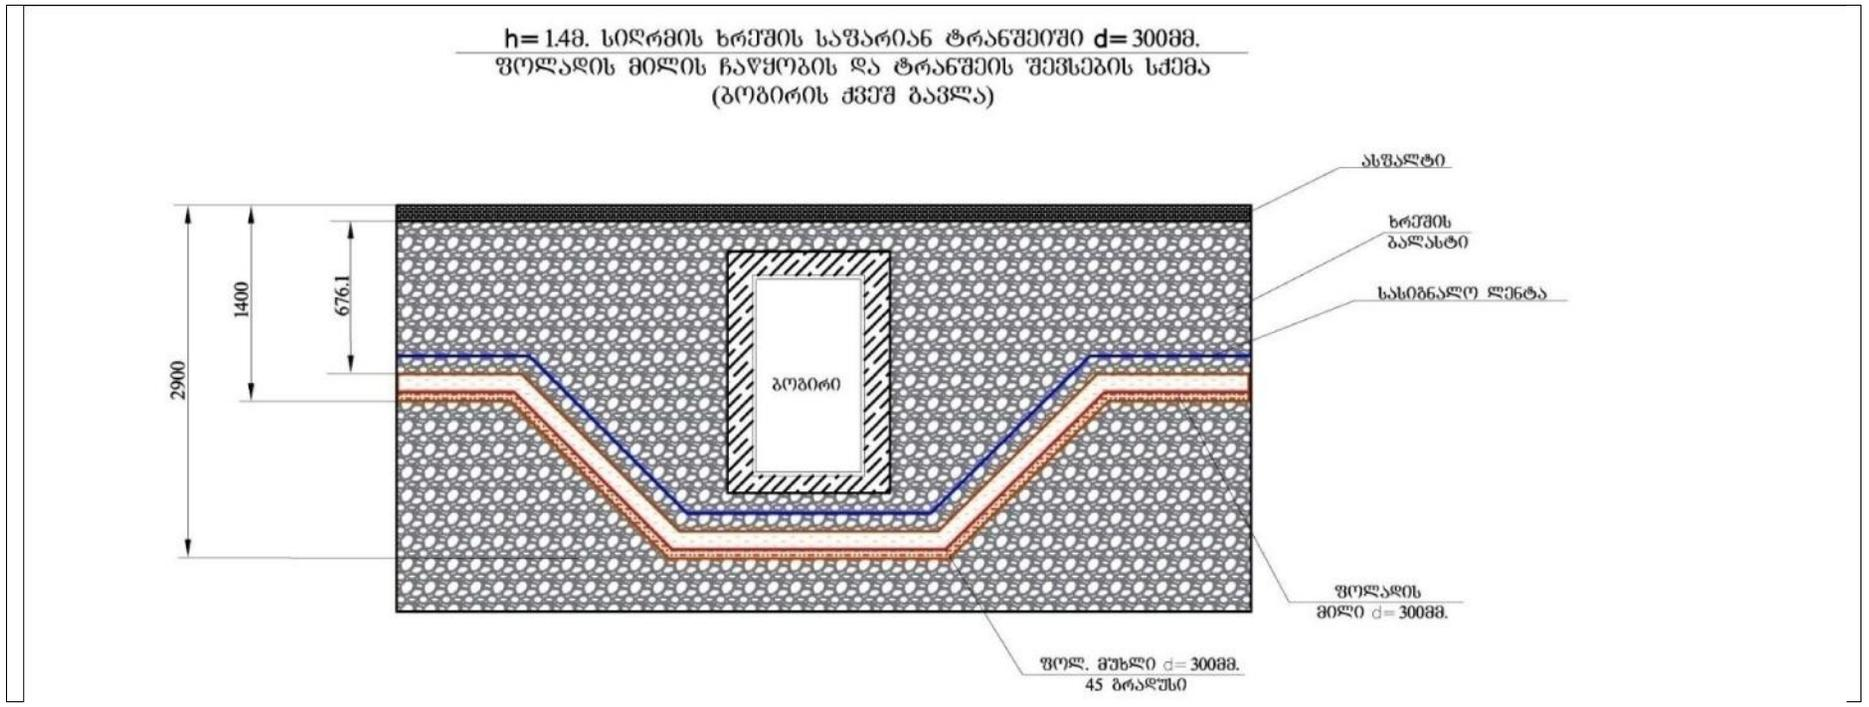 h= 1.4მ. სიღრმის ხრეშის საფარიან ტრანშეიში d= 300მმ.
ფოლადის მილის ჩაწყობის და ტრანშეის შევსების სქემა
(ბოგირის ქვეშ გავლა)
ასფალტი
ხრეშის
ბალასტი
სასიგნალო ლენტა
676.1
1400
2900
ბოგირი
ფოლადის
მილი d= 300მმ.
ფოლ. მუხლი d= 300მმ.
45 გრადუსი